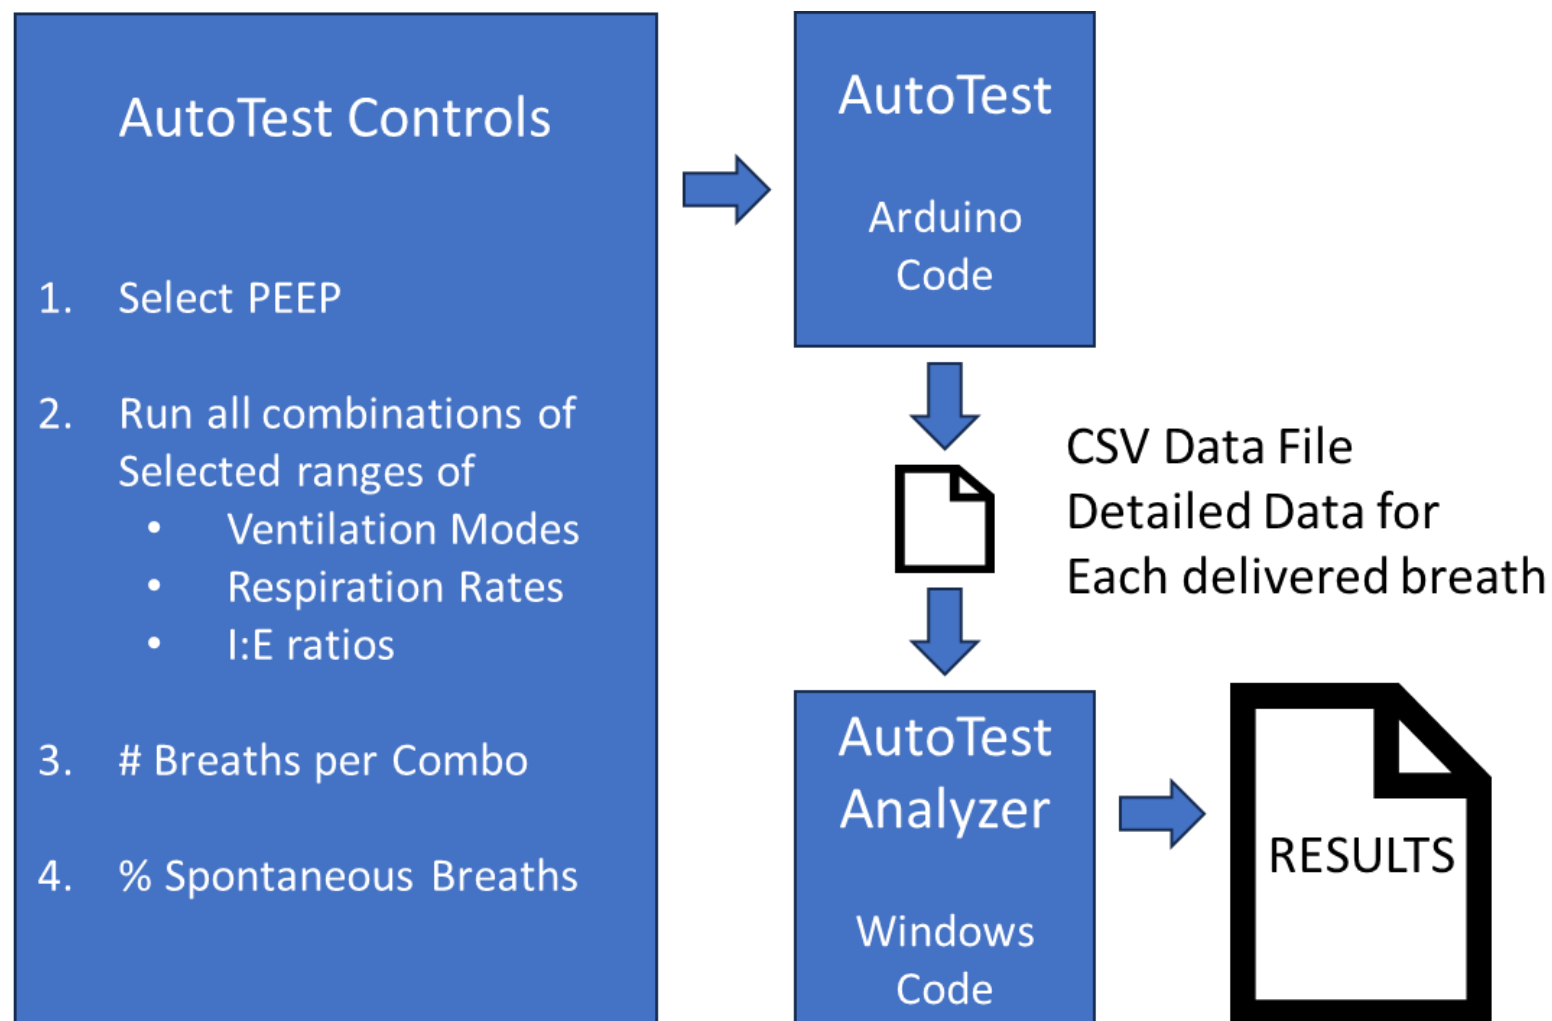 AutoTest Controls
1. Select PEEP
2. Run all combinations of
Selected ranges of
• Ventilation Modes
• Respiration Rates
• I:E ratios
3. # Breaths per Combo
4. % Spontaneous Breaths
AutoTest
Arduino
Code
CSV Data File
Detailed Data for
Each delivered breath
AutoTest
Analyzer
Windows
Code
RESULTS